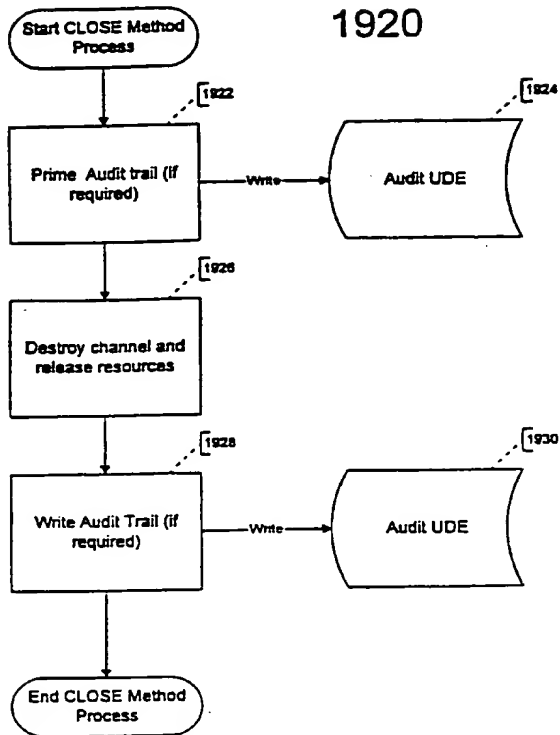 1920
Start CLOSE Method
Process
1922
Prime Audit trail (if
required)
Write
1924
Audit UDE
1926
Destroy channel and
release resources
1928
Write Audit Trail (if
required)
Write
1930
Audit UDE
End CLOSE Method
Process